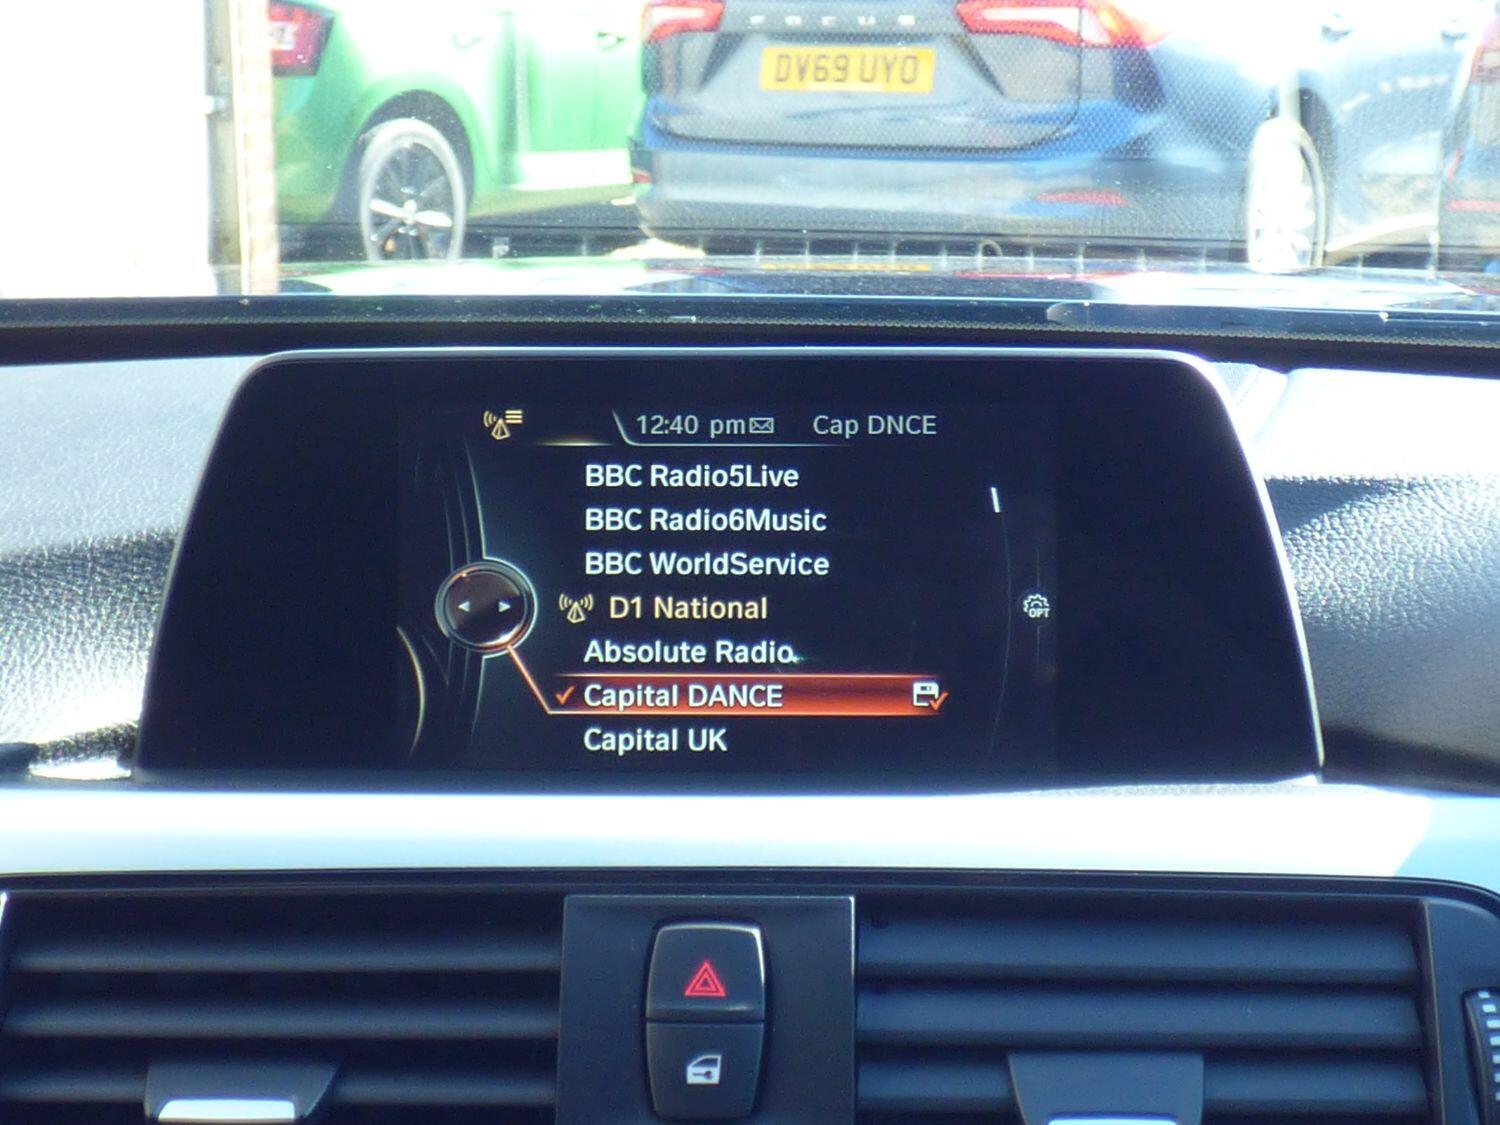 FOCUS
DV69 UYO
12:40 pm
Cap DNCE
BBC Radio5Live
BBC Radio6Music
BBC WorldService
D1 National
Absolute Radio
Capital DANCE
Capital UK
OPT